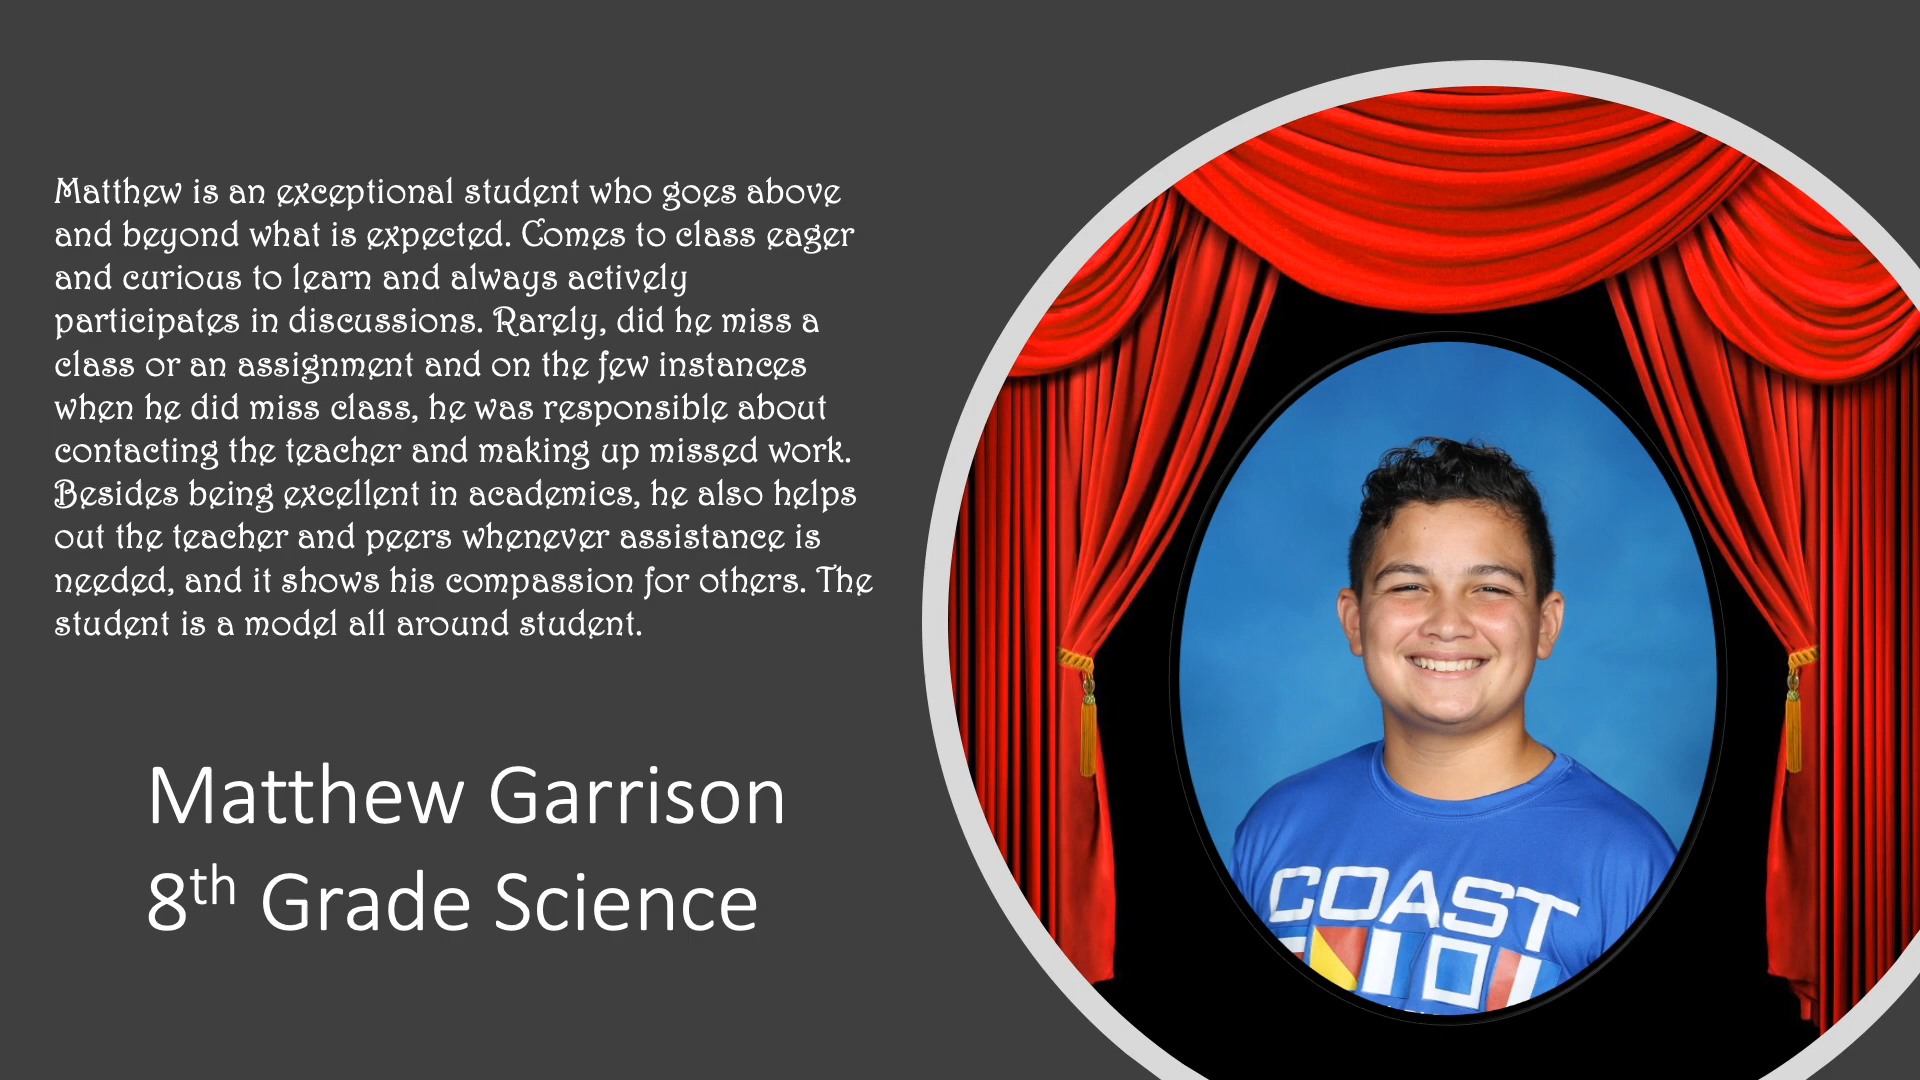 Matthew is an exceptional student who goes above
and beyond what is expected. Comes to class eager
and curious to learn and always actively
participates in discussions. Rarely, did he miss a
class or an assignment and on the few instances
when he did miss class, he was responsible about
contacting the teacher and making up missed work.
Besides being excellent in academics, he also helps
out the teacher and peers whenever assistance is
needed, and it shows his compassion for others. The
student is a model all around student.
Matthew Garrison
8th Grade Science
COAST